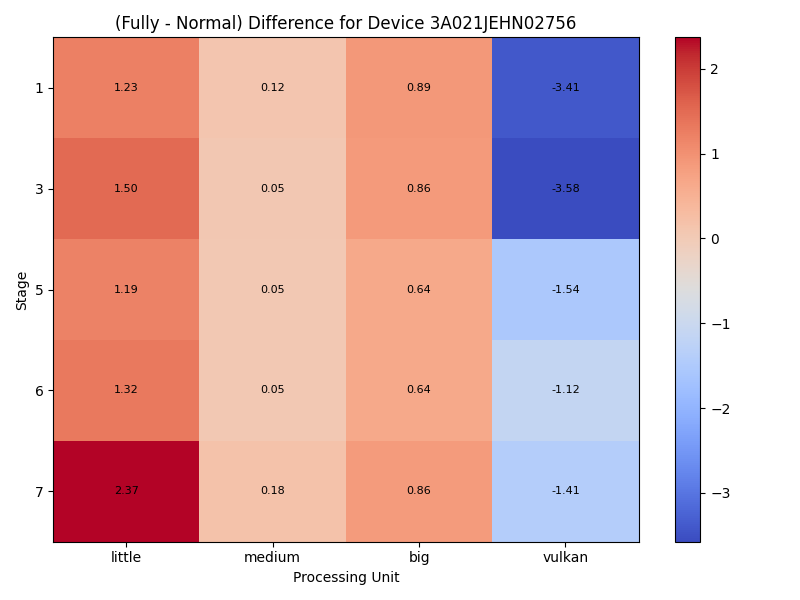 (Fully - Normal) Difference for Device 3A021JEHN02756
Stage
1 1.23 0.12 0.89 -3.41
3 1.50 0.05 0.86 -3.58
5 1.19 0.05 0.64 -1.54
6 1.32 0.05 0.64 -1.12
7 2.37 0.18 0.86 -1.41
little medium big vulkan
Processing Unit
2
1
0
−1
−2
−3